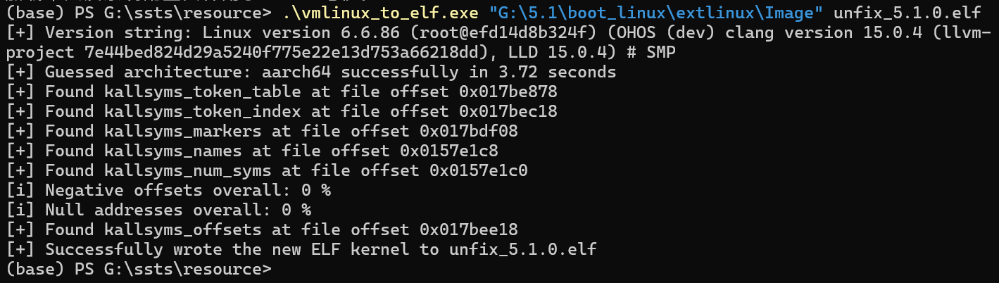 (base) PS G:\ssts\resource> .\vmlinux_to_elf.exe "G:\5.1\boot_linux\extlinux\Image" unfix_5.1.0.elf
[+] Version string: Linux version 6.6.86 (root@efd14d8b324f) (OHOS (dev) clang version 15.0.4 (llvm-
project 7e44bed824d29a5240f775e22e13d753a66218dd), LLD 15.0.4) # SMP
[+] Guessed architecture: aarch64 successfully in 3.72 seconds
[+] Found kallsyms_token_table at file offset 0x017be878
[+] Found kallsyms_token_index at file offset 0x017bec18
[+] Found kallsyms_markers at file offset 0x017bdf08
[+] Found kallsyms_names at file offset 0x0157e1c8
[+] Found kallsyms_num_syms at file offset 0x0157e1c0
[i] Negative offsets overall: 0 %
[i] Null addresses overall: 0 %
[+] Found kallsyms_offsets at file offset 0x017bee18
[+] Successfully wrote the new ELF kernel to unfix_5.1.0.elf
(base) PS G:\ssts\resource>